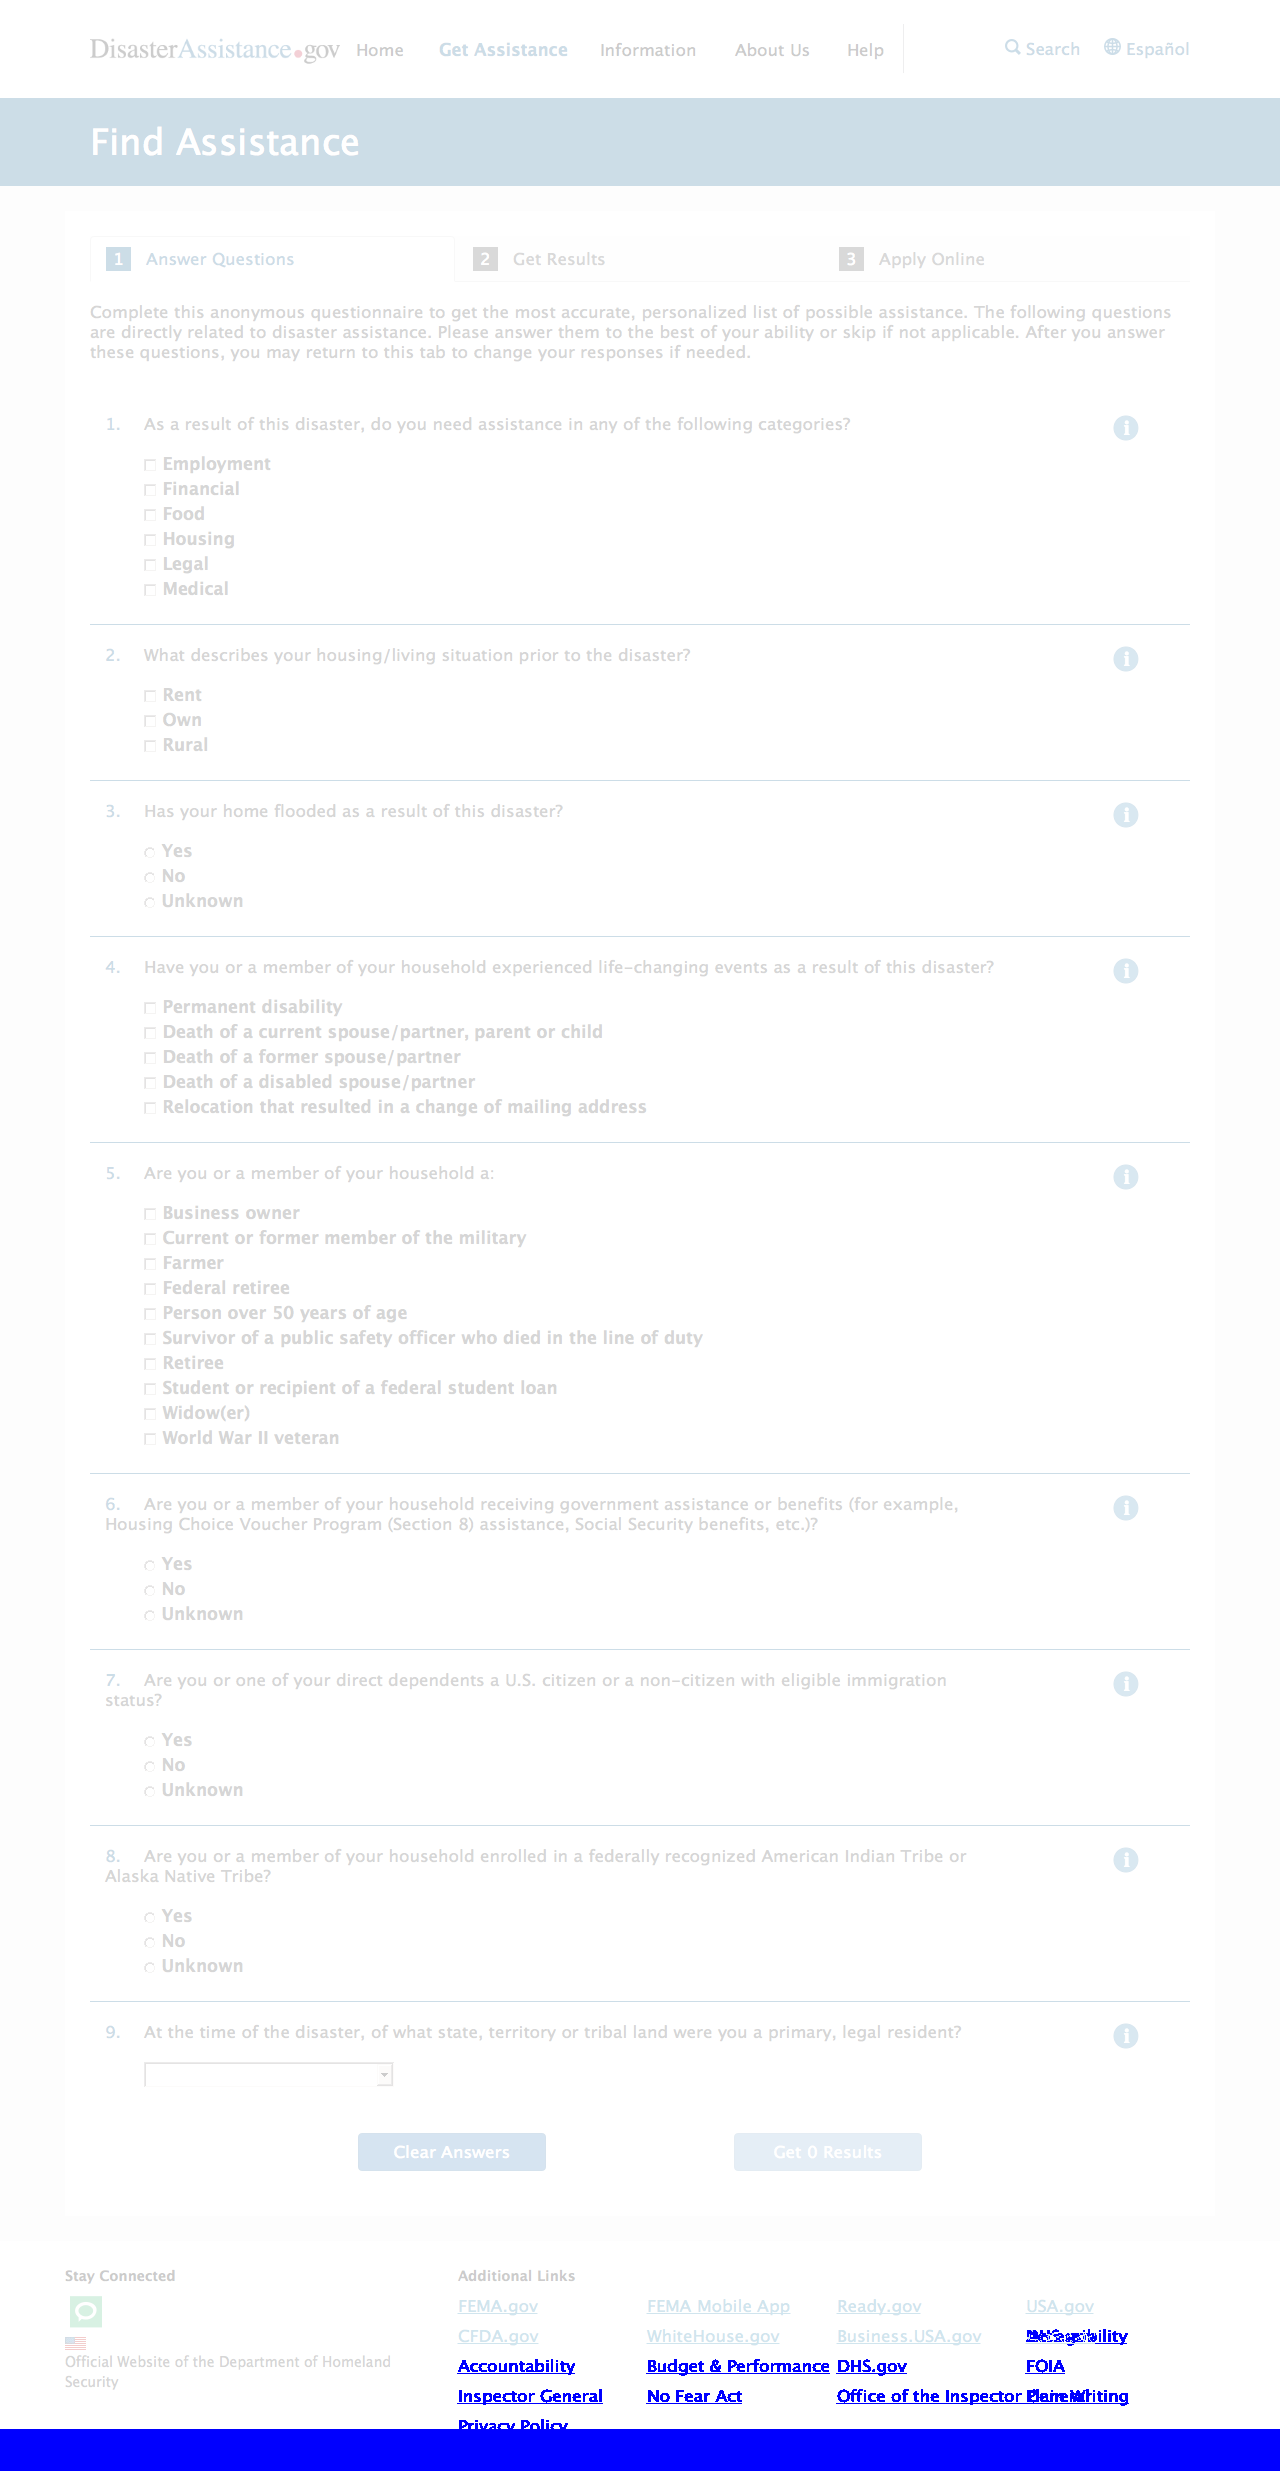 DisasterAssistance.gov Home Get Assistance Information About Us Help Search Español
Find Assistance
1 Answer Questions 2 Get Results 3 Apply Online
Complete this anonymous questionnaire to get the most accurate, personalized list of possible assistance. The following questions
are directly related to disaster assistance. Please answer them to the best of your ability or skip if not applicable. After you answer
these questions, you may return to this tab to change your responses if needed.
1. As a result of this disaster, do you need assistance in any of the following categories?
Employment
Financial
Food
Housing
Legal
Medical
2. What describes your housing/living situation prior to the disaster?
Rent
Own
Rural
3. Has your home flooded as a result of this disaster?
Yes
No
Unknown
4. Have you or a member of your household experienced life-changing events as a result of this disaster?
Permanent disability
Death of a current spouse/partner, parent or child
Death of a former spouse/partner
Death of a disabled spouse/partner
Relocation that resulted in a change of mailing address
5. Are you or a member of your household a:
Business owner
Current or former member of the military
Farmer
Federal retiree
Person over 50 years of age
Survivor of a public safety officer who died in the line of duty
Retiree
Student or recipient of a federal student loan
Widow(er)
World War II veteran
6. Are you or a member of your household receiving government assistance or benefits (for example,
Housing Choice Voucher Program (Section 8) assistance, Social Security benefits, etc.)?
Yes
No
Unknown
7. Are you or one of your direct dependents a U.S. citizen or a non-citizen with eligible immigration
status?
Yes
No
Unknown
8. Are you or a member of your household enrolled in a federally recognized American Indian Tribe or
Alaska Native Tribe?
Yes
No
Unknown
9. At the time of the disaster, of what state, territory or tribal land were you a primary, legal resident?
Clear Answers Get 0 Results
Stay Connected
Official Website of the Department of Homeland
Security
Additional Links
FEMA.gov FEMA Mobile App Ready.gov USA.gov
CFDA.gov WhiteHouse.gov Business.USA.gov
Accountability Budget & Performance DHS.gov FOIA
Inspector General No Fear Act Office of the Inspector Writing
Privacy Policy